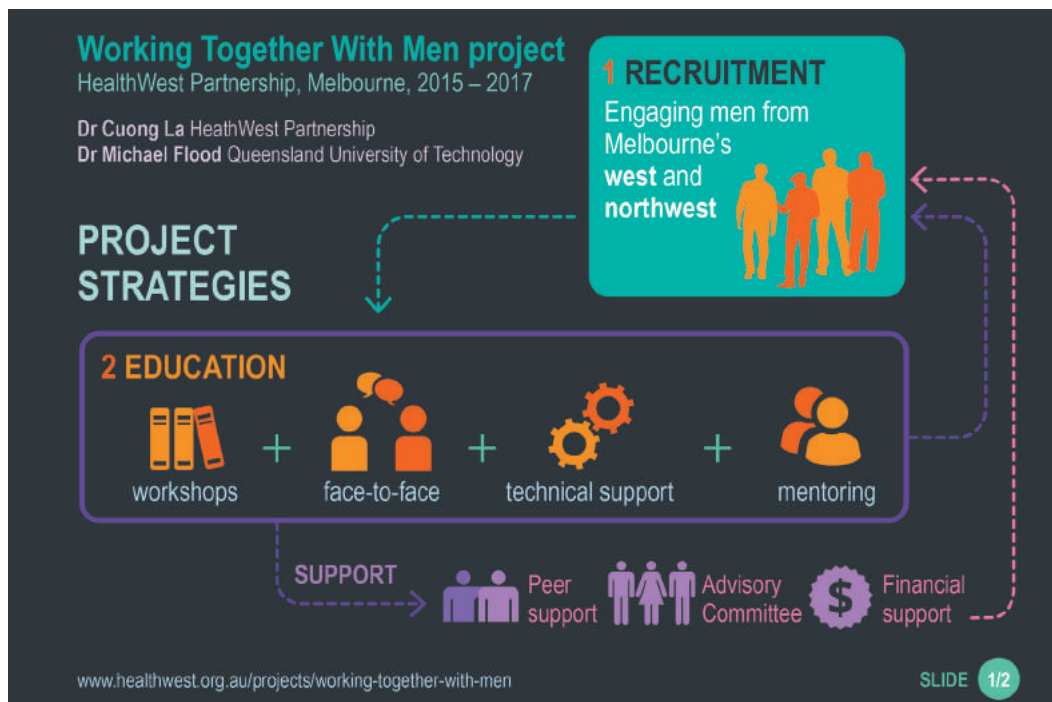 Working Together With Men project
HealthWest Partnership, Melbourne, 2015 – 2017
Dr Cuong La HeathWest Partnership
Dr Michael Flood Queensland University of Technology
1 RECRUITMENT
Engaging men from
Melbourne's
west and
northwest
PROJECT
STRATEGIES
2 EDUCATION
workshops
+
face-to-face
+
technical support
+
mentoring
SUPPORT
Peer
support
Advisory
Committee
$
Financial
support
www.healthwest.org.au/projects/working-together-with-men
SLIDE 1/2